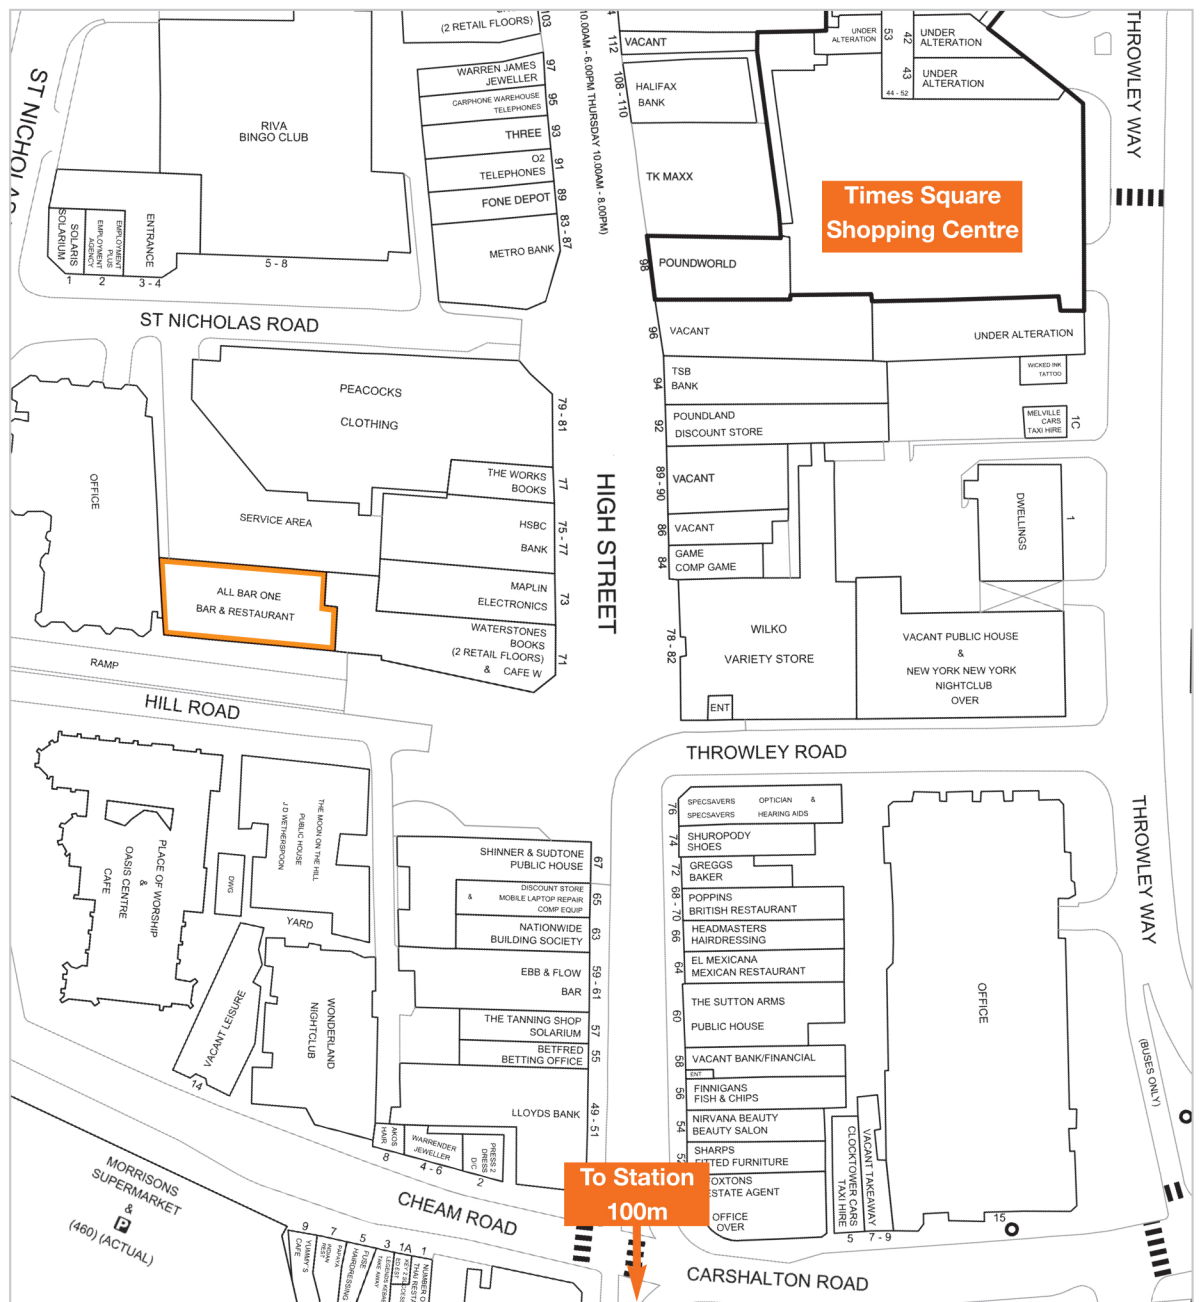 (2 RETAIL FLOORS)
103
10.00AM - 6.00PM THURSDAY 10.00AM - 8.00PM)
112
VACANT
UNDER
ALTERATION
53
42
UNDER
ALTERATION
43
UNDER
ALTERATION
44 - 52
THROWLEY WAY
ST NICHOLAS
RIVA
BINGO CLUB
WARREN JAMES
JEWELLER
97
CARPHONE WAREHOUSE
TELEPHONES
95
THREE
93
O2
TELEPHONES
91
FONE DEPOT
89
METRO BANK
83 - 87
108 - 110
HALIFAX
BANK
TK MAXX
Times Square
Shopping Centre
POUNDWORLD
98
SOLARIS
SOLARIUM
1
EMPLOYMENT PLUS
EMPLOYMENT
AGENCY
2
ENTRANCE
3 - 4
5 - 8
ST NICHOLAS ROAD
96
VACANT
UNDER ALTERATION
94
TSB
BANK
WICKED INK
TATTOO
92
POUNDLAND
DISCOUNT STORE
MELVILLE
CARS
TAXI HIRE
1C
PEACOCKS
CLOTHING
79 - 81
OFFICE
THE WORKS
BOOKS
77
89 - 90
VACANT
SERVICE AREA
HSBC
BANK
75 - 77
HIGH STREET
86
VACANT
84
GAME
COMP GAME
DWELLINGS
1
ALL BAR ONE
BAR & RESTAURANT
MAPLIN
ELECTRONICS
73
WATERSTONES
BOOKS
(2 RETAIL FLOORS)
& CAFE W
71
78 - 82
WILKO
VARIETY STORE
ENT
VACANT PUBLIC HOUSE
&
NEW YORK NEW YORK
NIGHTCLUB
OVER
RAMP
HILL ROAD
THROWLEY ROAD
THROWLEY WAY
THE MOON ON THE HILL
PUBLIC HOUSE
J D WETHERSPOON
DWG
YARD
PLACE OF WORSHIP
&
OASIS CENTRE
CAFE
76
SPECSAVERS OPTICIAN &
SPECSAVERS HEARING AIDS
74
SHUROPODY
SHOES
72
GREGGS
BAKER
68 - 70
POPPINS
BRITISH RESTAURANT
66
HEADMASTERS
HAIRDRESSING
64
EL MEXICANA
MEXICAN RESTAURANT
60
THE SUTTON ARMS
PUBLIC HOUSE
58
VACANT BANK/FINANCIAL
ENT
56
FINNIGANS
FISH & CHIPS
54
NIRVANA BEAUTY
BEAUTY SALON
SHARPS
FITTED FURNITURE
FOXTONS
ESTATE AGENT
OFFICE
OVER
SHINNER & SUDTONE
PUBLIC HOUSE
67
DISCOUNT STORE
& MOBILE LAPTOP REPAIR
COMP EQUIP
65
NATIONWIDE
BUILDING SOCIETY
63
EBB & FLOW
BAR
59 - 61
THE TANNING SHOP
SOLARIUM
57
BETFRED
BETTING OFFICE
55
LLOYDS BANK
49 - 51
OFFICE
15
(BUSES ONLY)
VACANT LEISURE
14
WONDERLAND
NIGHTCLUB
AKOS
HAIR
8
WARRENDER
JEWELLER
4 - 6
PRESS 2
DRESS
D/C
2
CLOCKTOWER CARS
TAXI HIRE
5
VACANT TAKEAWAY
7 - 9
MORRISONS
SUPERMARKET
&
P
(460) (ACTUAL)
CHEAM ROAD
To Station
100m
CARSHALTON ROAD
9
YUMMY'S
CAFE
7
PAPAYA
INDIAN
REST
5
FUSE
HAIRDRESSING
3
LEGENDS KEBAB
TAKE AWAY
1A
1